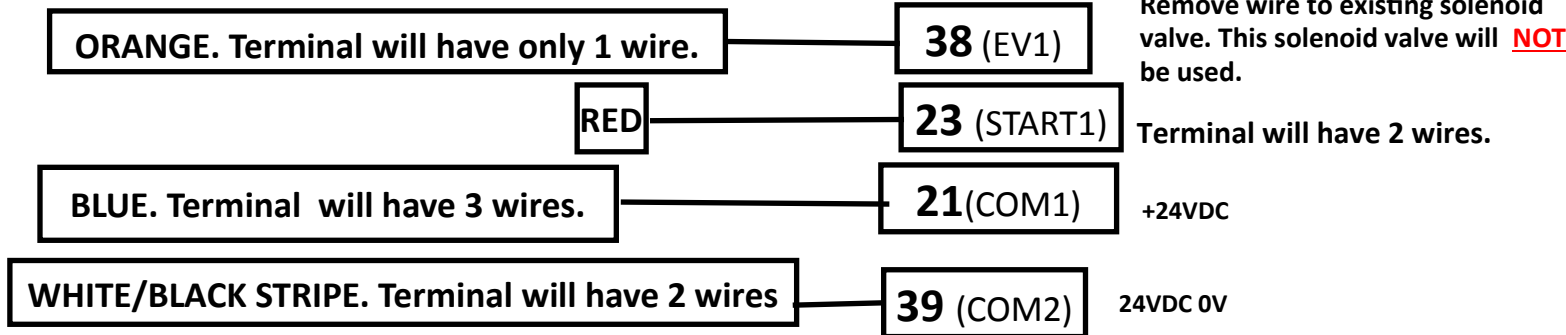 Remove wire to existing solenoid
ORANGE. Terminal will have only 1 wire.
38 (EV1)
valve. This solenoid valve will NOT
be used.
RED
23 (START1)
Terminal will have 2 wires.
BLUE. Terminal will have 3 wires.
21(COM1)
+24VDC
WHITE/BLACK STRIPE. Terminal will have 2 wires
39 (COM2)
24VDC 0V